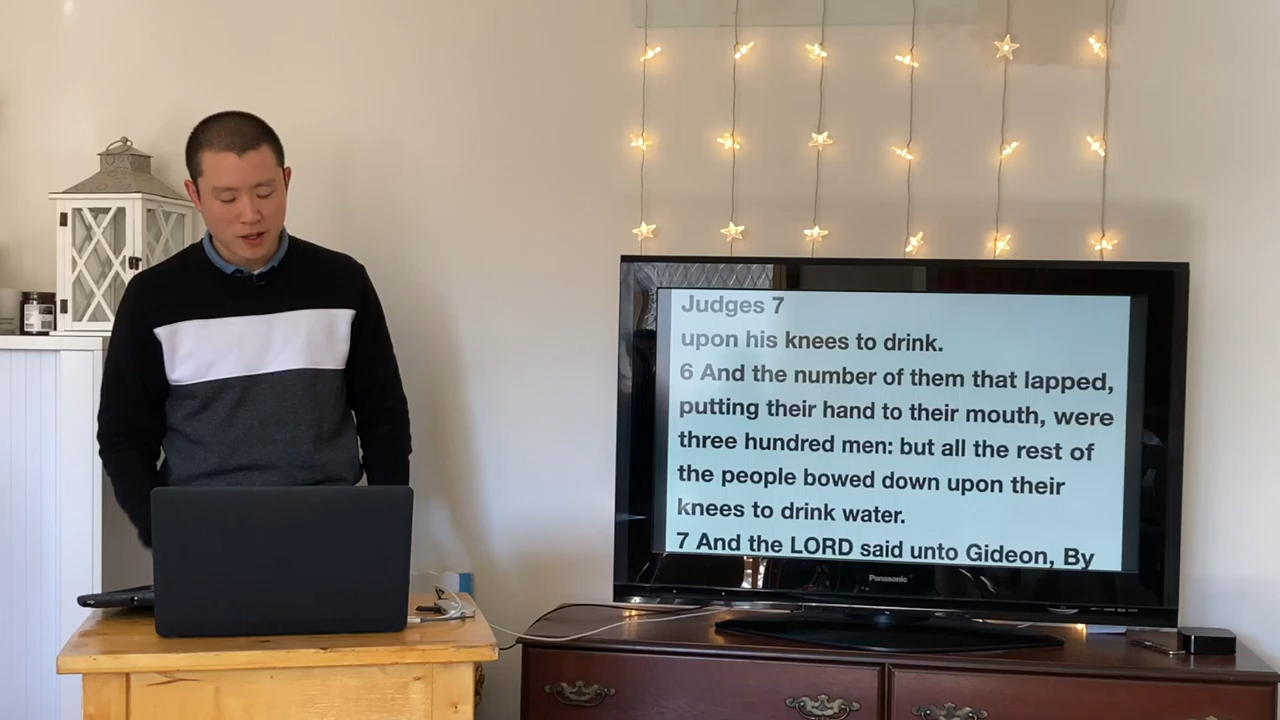 Judges 7
upon his knees to drink.
6 And the number of them that lapped,
putting their hand to their mouth, were
three hundred men: but all the rest of
the people bowed down upon their
knees to drink water.
7 And the LORD said unto Gideon, By
Panasonic